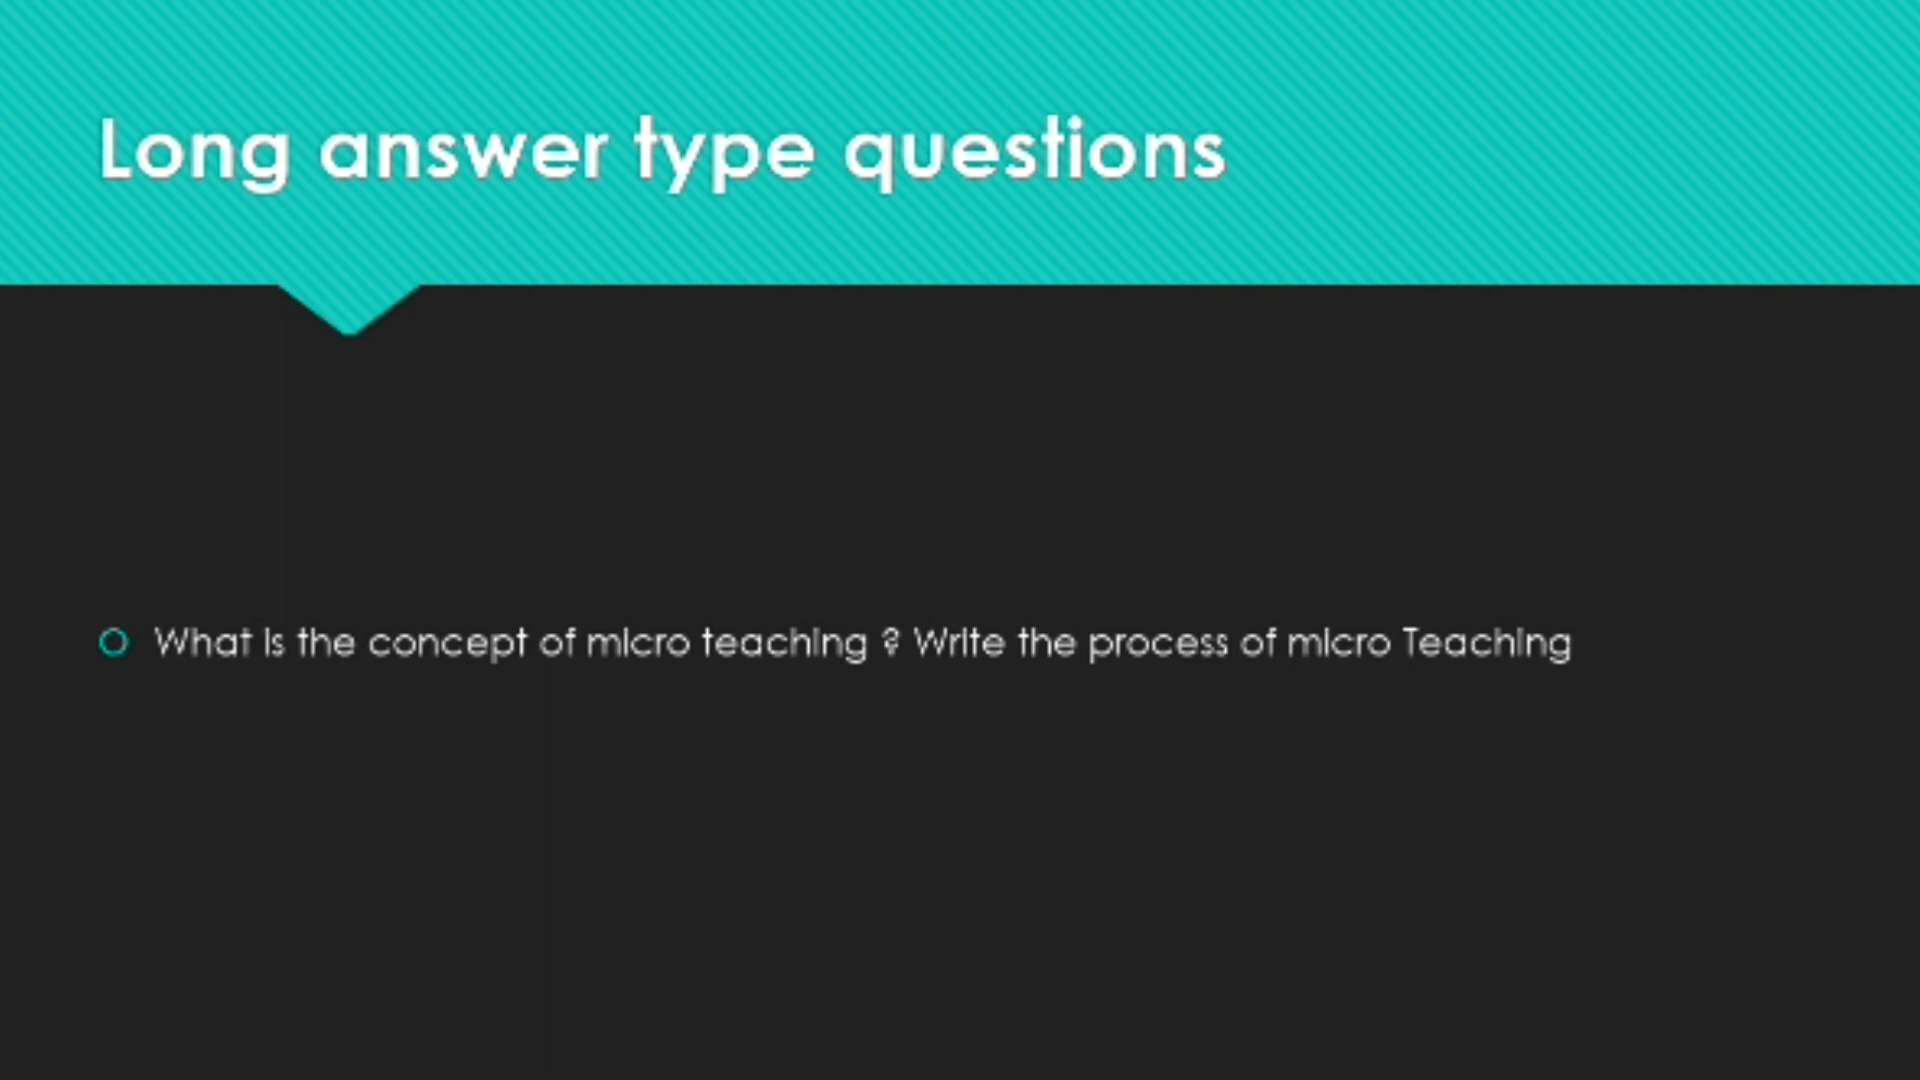 Long answer type questions
What is the concept of micro teaching ? Write the process of micro Teaching